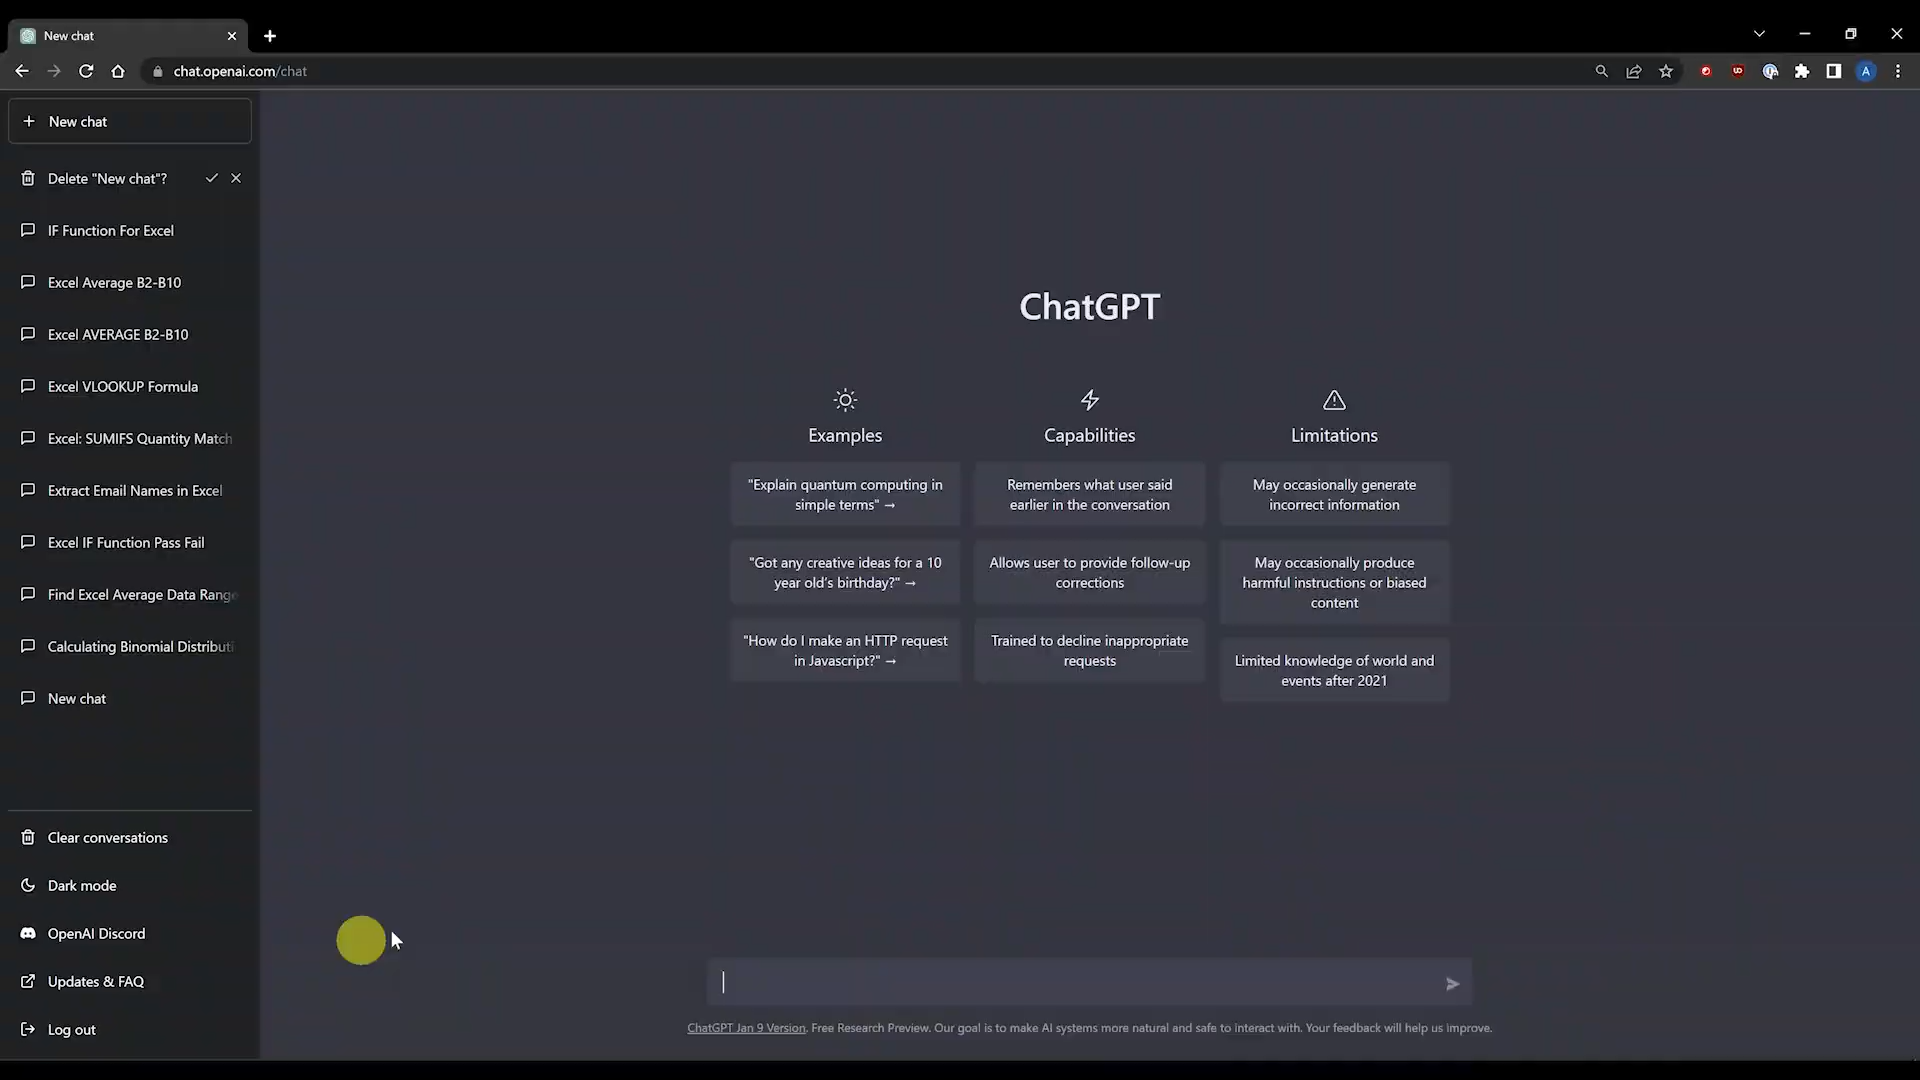 New chat
chat.openai.com/chat
A
New chat
Delete "New chat"?
IF Function For Excel
Excel Average B2-B10
Excel AVERAGE B2-B10
Excel VLOOKUP Formula
Excel: SUMIFS Quantity Match
Extract Email Names in Excel
Excel IF Function Pass Fail
Find Excel Average Data Range
Calculating Binomial Distributi
New chat
Clear conversations
Dark mode
OpenAI Discord
Updates & FAQ
Log out
ChatGPT
Examples
"Explain quantum computing in
simple terms" →
"Got any creative ideas for a 10
year old's birthday?" →
"How do I make an HTTP request
in Javascript?" →
Capabilities
Remembers what user said
earlier in the conversation
Allows user to provide follow-up
corrections
Trained to decline inappropriate
requests
Limitations
May occasionally generate
incorrect information
May occasionally produce
harmful instructions or biased
content
Limited knowledge of world and
events after 2021
ChatGPT Jan 9 Version. Free Research Preview. Our goal is to make AI systems more natural and safe to interact with. Your feedback will help us improve.